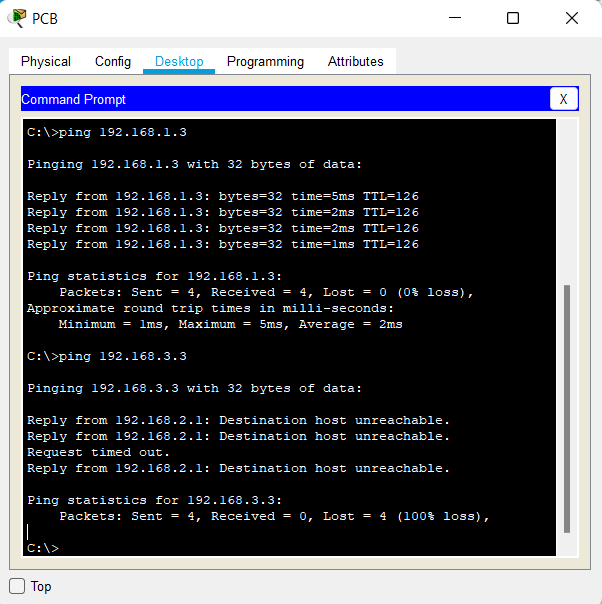 PCB
Physical Config Desktop Programming Attributes
Command Prompt X
C:\>ping 192.168.1.3
Pinging 192.168.1.3 with 32 bytes of data:
Reply from 192.168.1.3: bytes=32 time=5ms TTL=126
Reply from 192.168.1.3: bytes=32 time=2ms TTL=126
Reply from 192.168.1.3: bytes=32 time=2ms TTL=126
Reply from 192.168.1.3: bytes=32 time=1ms TTL=126
Ping statistics for 192.168.1.3:
Packets: Sent = 4, Received = 4, Lost = 0 (0% loss),
Approximate round trip times in milli-seconds:
Minimum = 1ms, Maximum = 5ms, Average = 2ms
C:\>ping 192.168.3.3
Pinging 192.168.3.3 with 32 bytes of data:
Reply from 192.168.2.1: Destination host unreachable.
Reply from 192.168.2.1: Destination host unreachable.
Request timed out.
Reply from 192.168.2.1: Destination host unreachable.
Ping statistics for 192.168.3.3:
Packets: Sent = 4, Received = 0, Lost = 4 (100% loss),
C:\>
Top